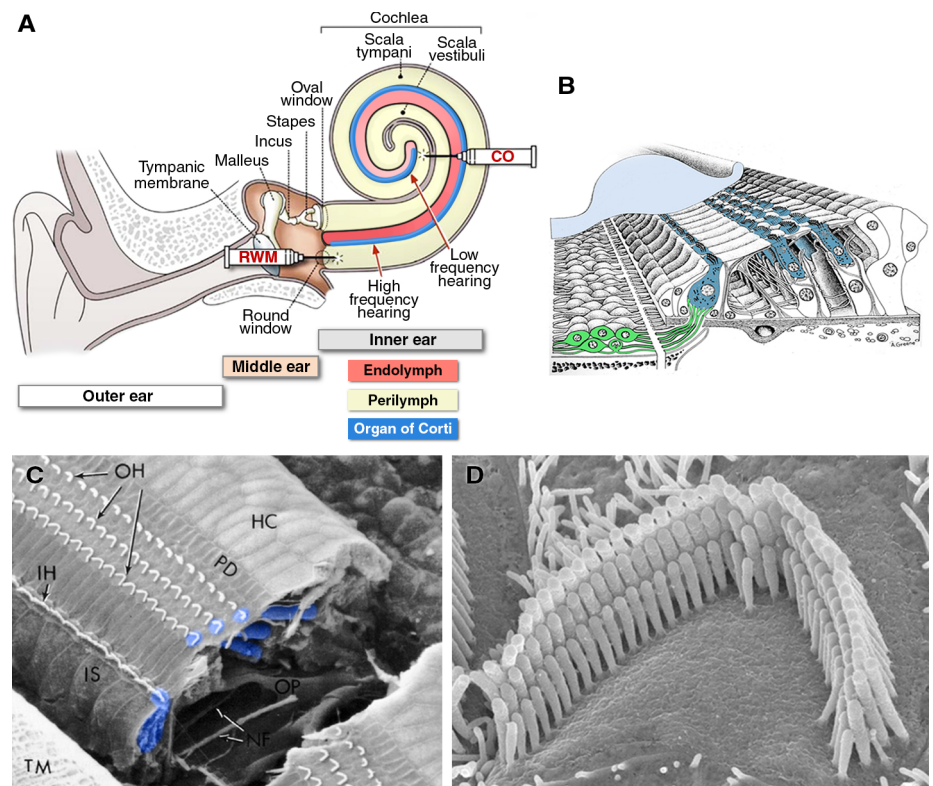 A
Cochlea
Scala
tympani
Scala
vestibuli
Oval
window
Stapes
Incus
Malleus
Tympanic
membrane
CO
RWM
Low
frequency
hearing
High
frequency
hearing
Round
window
Inner ear
Middle ear
Endolymph
Outer ear
Perilymph
Organ of Corti
B
A.Greene
C
OH
HC
PD
IH
IS
OP
NF
TM
D